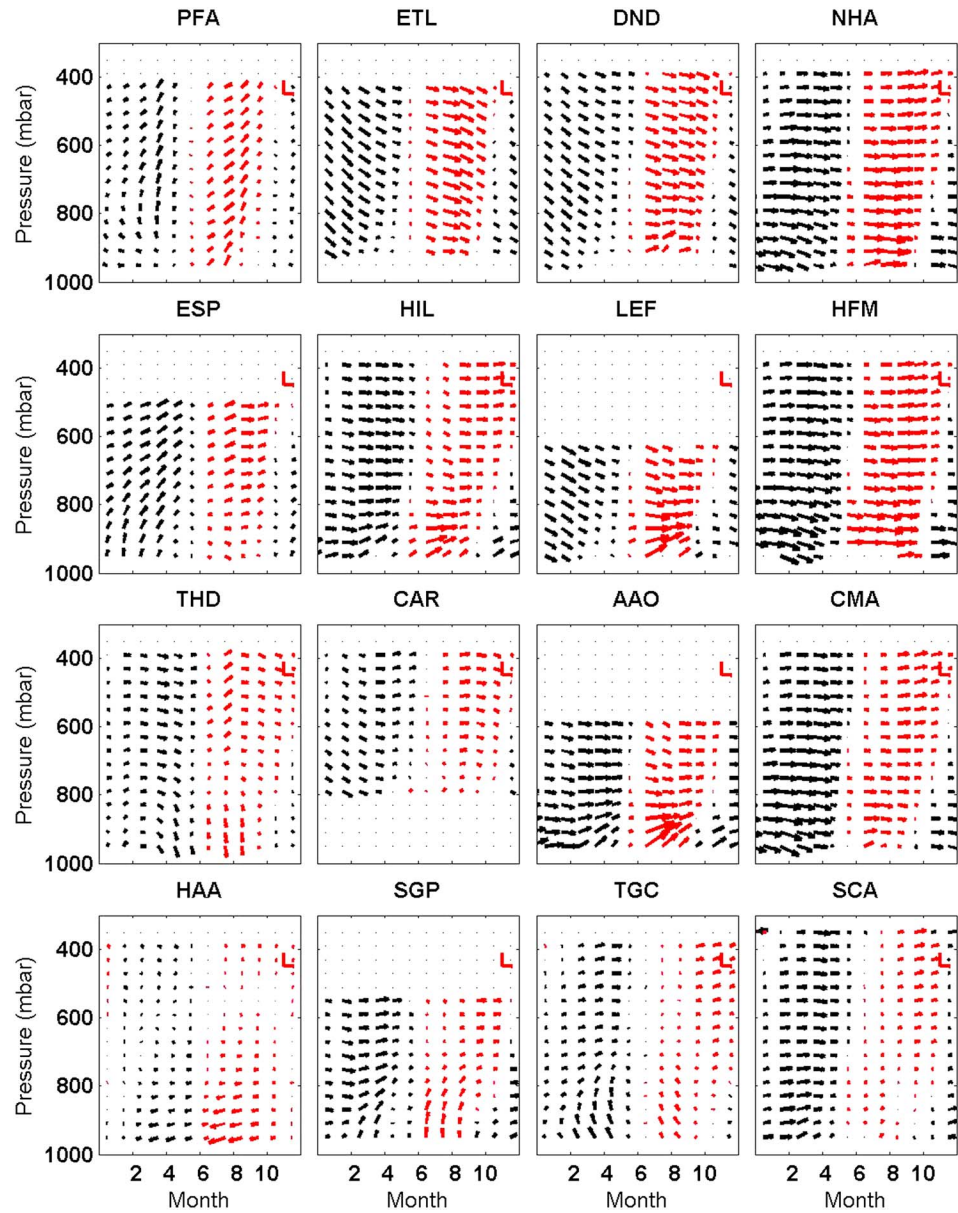 PFA ETL DND NHA
Pressure (mbar)
400
600
800
1000
ESP HIL LEF HFM
Pressure (mbar)
400
600
800
1000
THD CAR AAO CMA
Pressure (mbar)
400
600
800
1000
HAA SGP TGC SCA
Pressure (mbar)
400
600
800
1000
2 4 6 8 10 2 4 6 8 10 2 4 6 8 10 2 4 6 8 10
Month Month Month Month